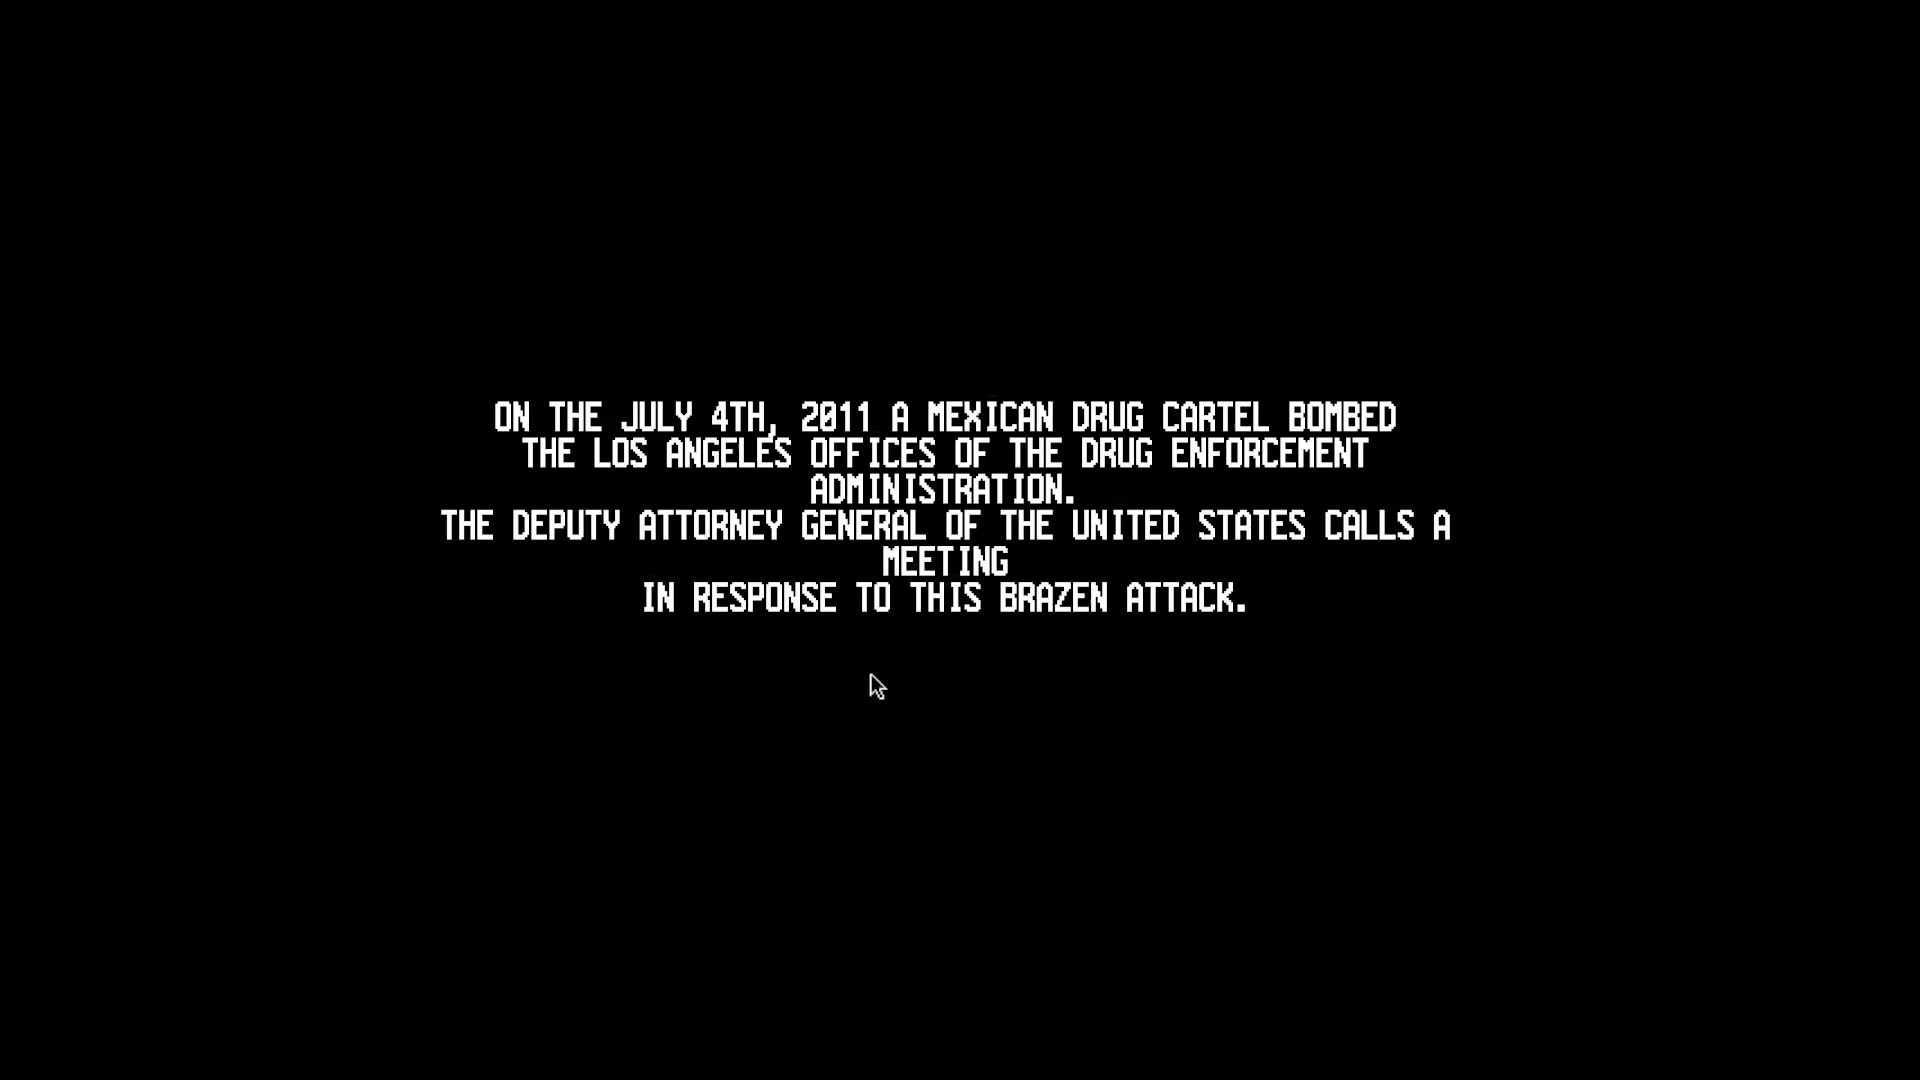 ON THE JULY 4TH, 2011 A MEXICAN DRUG CARTEL BOMBED
THE LOS ANGELES OFFICES OF THE DRUG ENFORCEMENT
ADMINISTRATION.
THE DEPUTY ATTORNEY GENERAL OF THE UNITED STATES CALLS A
MEETING
IN RESPONSE TO THIS BRAZEN ATTACK.